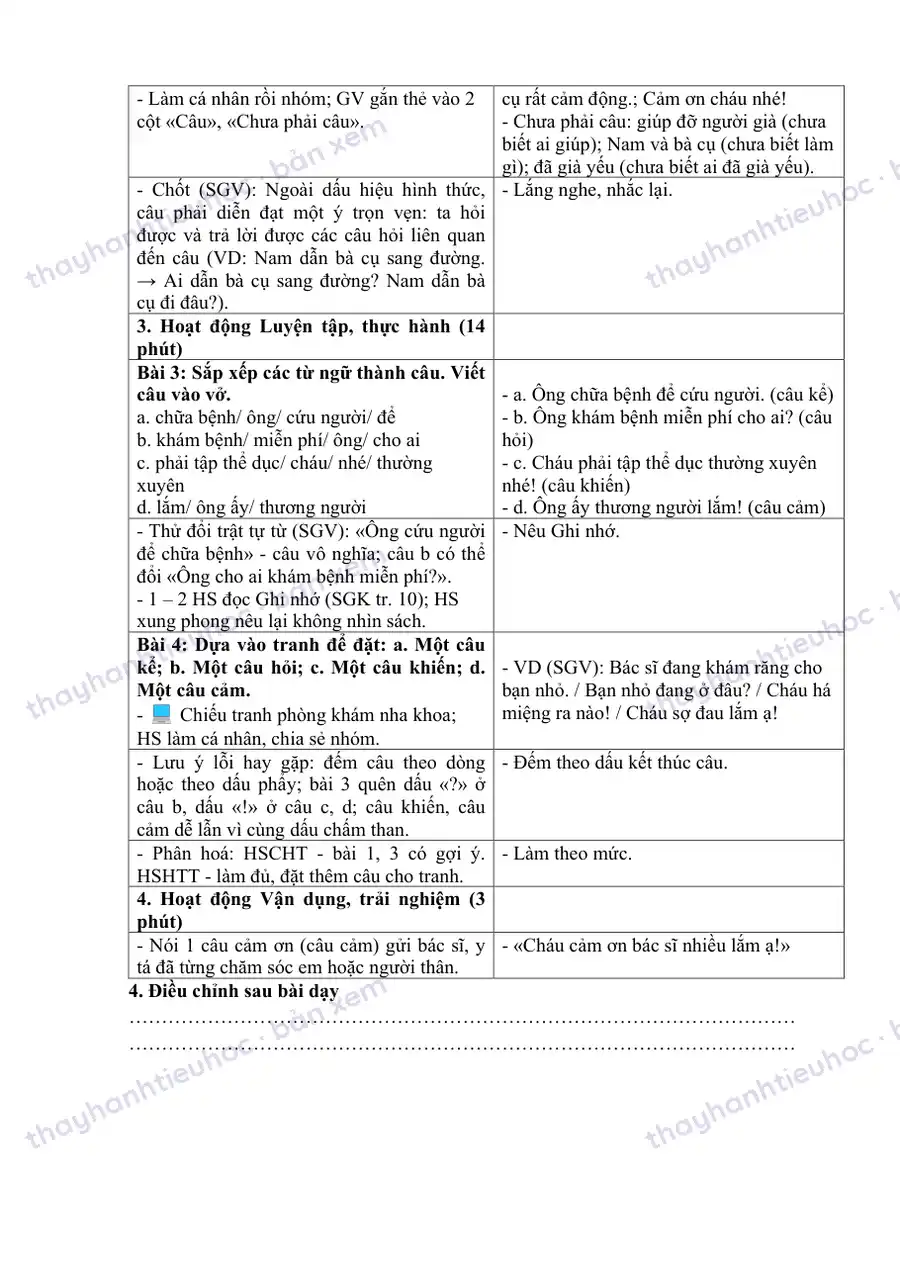 - Làm cá nhân rồi nhóm; GV gắn thẻ vào 2
cột «Câu», «Chưa phải câu».
cụ rất cảm động.; Cảm ơn cháu nhé!
- Chưa phải câu: giúp đỡ người già (chưa
biết ai giúp); Nam và bà cụ (chưa biết làm
gì); đã già yếu (chưa biết ai đã già yếu).
- Chốt (SGV): Ngoài dấu hiệu hình thức,
câu phải diễn đạt một ý trọn vẹn: ta hỏi
được và trả lời được các câu hỏi liên quan
đến câu (VD: Nam dẫn bà cụ sang đường.
→ Ai dẫn bà cụ sang đường? Nam dẫn bà
cụ đi đâu?).
- Lắng nghe, nhắc lại.
3. Hoạt động Luyện tập, thực hành (14
phút)
Bài 3: Sắp xếp các từ ngữ thành câu. Viết
câu vào vở.
a. chữa bệnh/ ông/ cứu người/ để
b. khám bệnh/ miễn phí/ ông/ cho ai
c. phải tập thể dục/ cháu/ nhé/ thường
xuyên
d. lắm/ ông ấy/ thương người
- a. Ông chữa bệnh để cứu người. (câu kể)
- b. Ông khám bệnh miễn phí cho ai? (câu
hỏi)
- c. Cháu phải tập thể dục thường xuyên
nhé! (câu khiến)
- d. Ông ấy thương người lắm! (câu cảm)
- Thử đổi trật tự từ (SGV): «Ông cứu người
để chữa bệnh» - câu vô nghĩa; câu b có thể
đổi «Ông cho ai khám bệnh miễn phí?».
- 1 – 2 HS đọc Ghi nhớ (SGK tr. 10); HS
xung phong nêu lại không nhìn sách.
- Nêu Ghi nhớ.
Bài 4: Dựa vào tranh để đặt: a. Một câu
kể; b. Một câu hỏi; c. Một câu khiến; d.
Một câu cảm.
- Chiếu tranh phòng khám nha khoa;
HS làm cá nhân, chia sẻ nhóm.
- VD (SGV): Bác sĩ đang khám răng cho
bạn nhỏ. / Bạn nhỏ đang ở đâu? / Cháu há
miệng ra nào! / Cháu sợ đau lắm ạ!
- Lưu ý lỗi hay gặp: đếm câu theo dòng
hoặc theo dấu phẩy; bài 3 quên dấu «?» ở
câu b, dấu «!» ở câu c, d; câu khiến, câu
cảm dễ lẫn vì cùng dấu chấm than.
- Đếm theo dấu kết thúc câu.
- Phân hoá: HSCHT - bài 1, 3 có gợi ý.
HSHTT - làm đủ, đặt thêm câu cho tranh.
- Làm theo mức.
4. Hoạt động Vận dụng, trải nghiệm (3
phút)
- Nói 1 câu cảm ơn (câu cảm) gửi bác sĩ, y
tá đã từng chăm sóc em hoặc người thân.
- «Cháu cảm ơn bác sĩ nhiều lắm ạ!»
4. Điều chỉnh sau bài dạy
thayhanhtieuhoc · bản xem
thayhanhtieuhoc · b
thayhanhtieuhoc · bản xem
thayhanhtieuhoc · b
thayhanhtieuhoc · bản xem
thayhanhtieuhoc · b